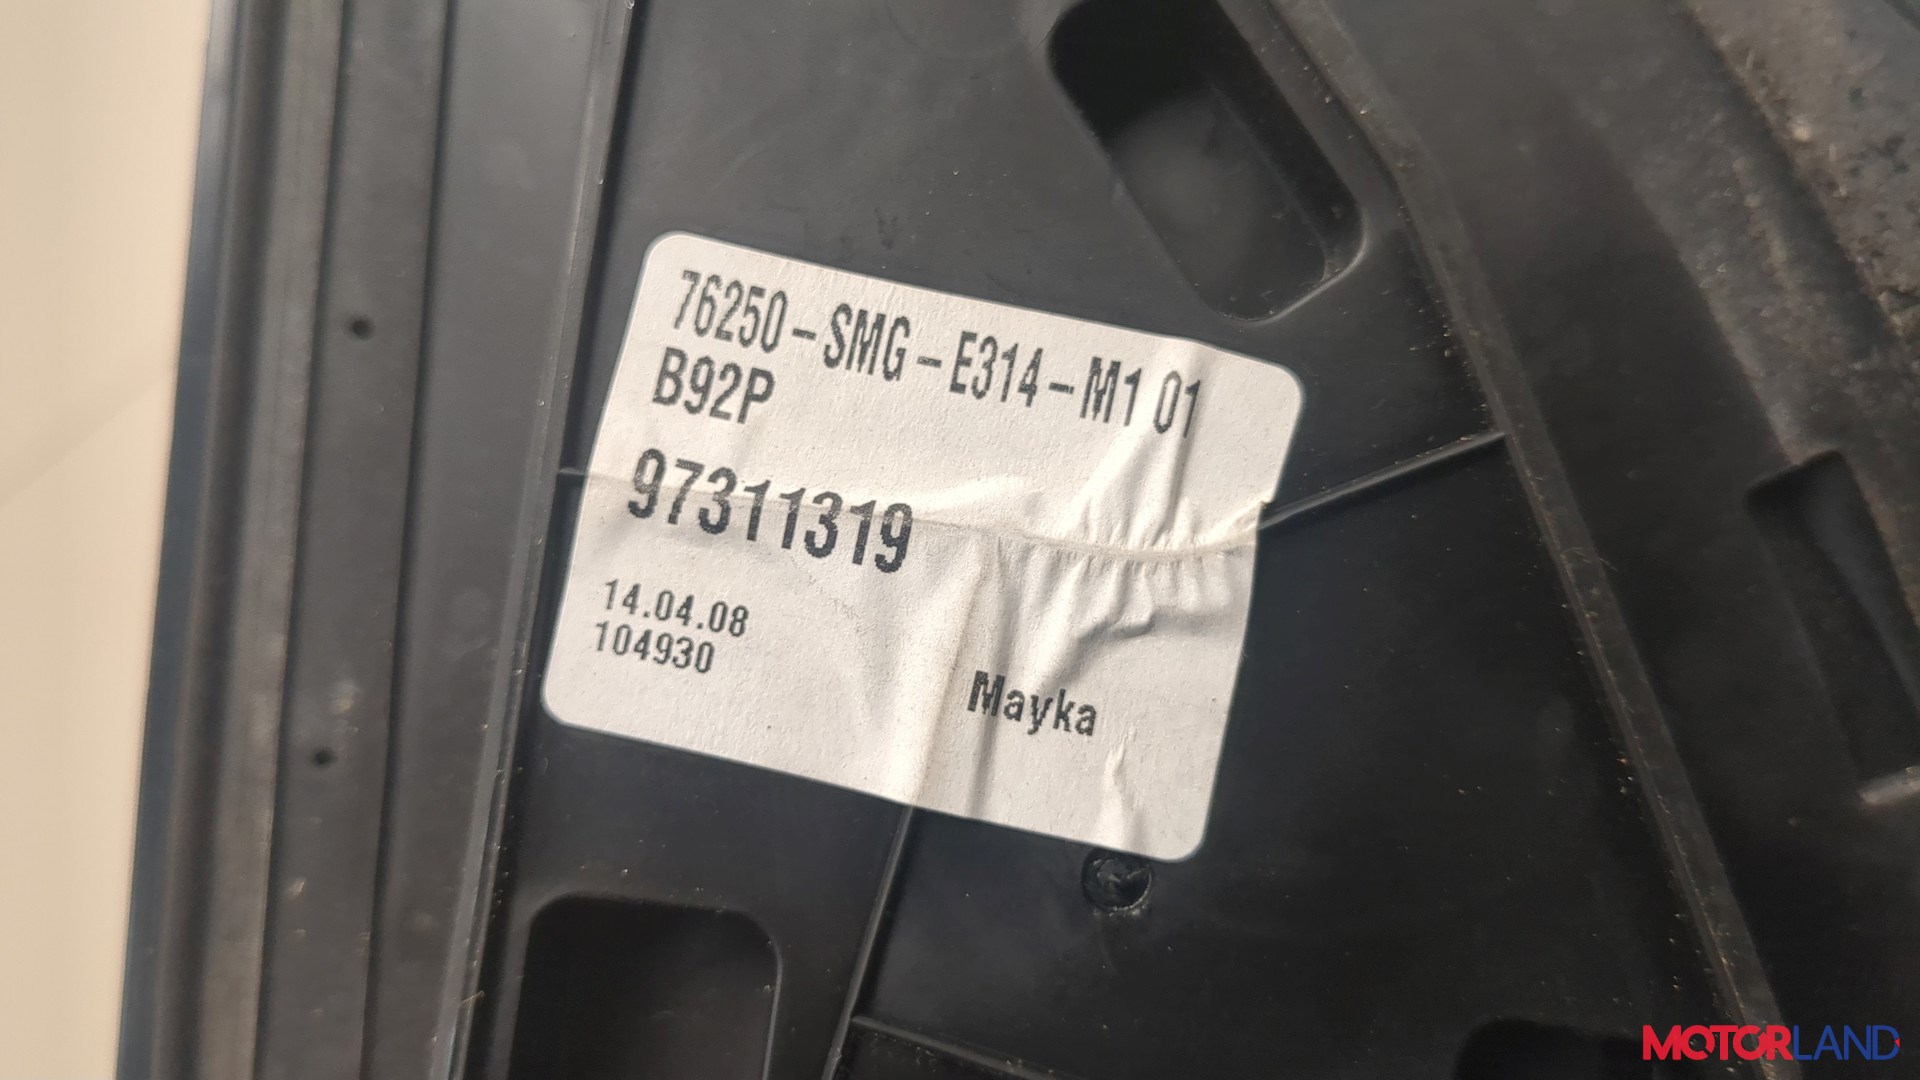 76250-SMG-E314-M1 01
B92P
97311319
14.04.08
104930
Mayka
MOTORLAND